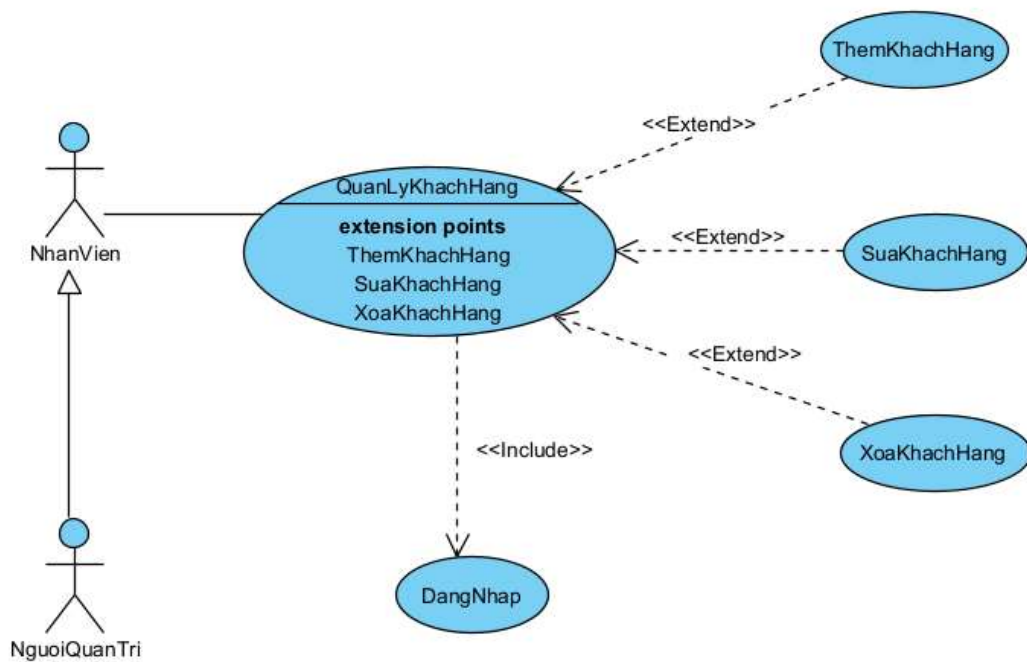 ThemKhachHang
<<Extend>>
QuanLyKhachHang
extension points
ThemKhachHang
SuaKhachHang
XoaKhachHang
NhanVien
<<Extend>>
SuaKhachHang
<<Extend>>
XoaKhachHang
<<Include>>
DangNhap
NguoiQuanTri